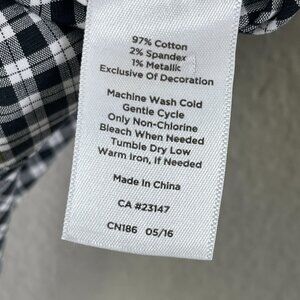 97% Cotton
2% Spandex
1% Metallic
Exclusive Of Decoration
Machine Wash Cold
Gentle Cycle
Only Non-Chlorine
Bleach When Needed
Tumble Dry Low
Warm Iron, If Needed
Made In China
CA #23147
CN186 05/16